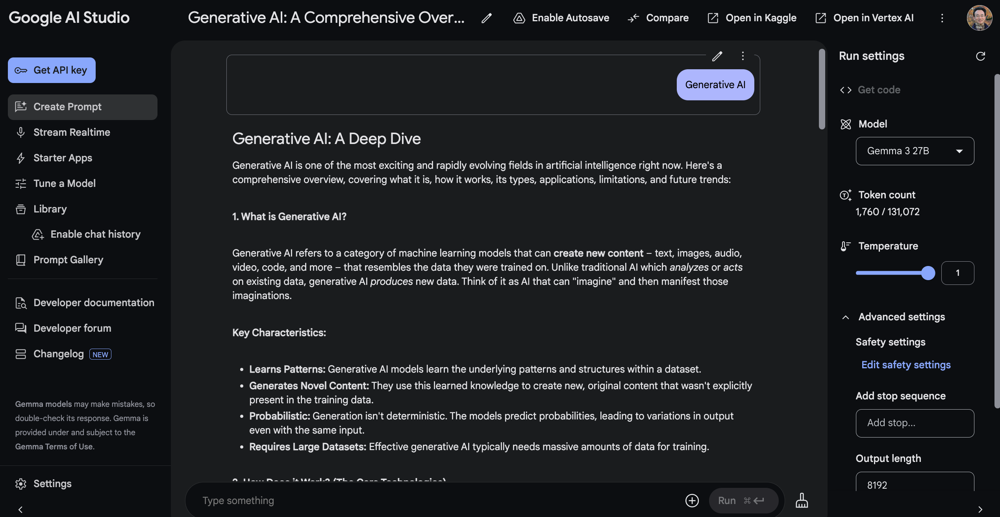 Google AI Studio
Generative AI: A Comprehensive Over...
Enable Autosave
Compare
Open in Kaggle
Open in Vertex AI
Get API key
Create Prompt
Stream Realtime
Starter Apps
Tune a Model
Library
Enable chat history
Prompt Gallery
Developer documentation
Developer forum
Changelog NEW
Gemma models may make mistakes, so
double-check its response. Gemma is
provided under and subject to the
Gemma Terms of Use.
Settings
Generative AI
Generative AI: A Deep Dive
Generative AI is one of the most exciting and rapidly evolving fields in artificial intelligence right now. Here's a
comprehensive overview, covering what it is, how it works, its types, applications, limitations, and future trends:
1. What is Generative AI?
Generative AI refers to a category of machine learning models that can create new content – text, images, audio,
video, code, and more – that resembles the data they were trained on. Unlike traditional AI which analyzes or acts
on existing data, generative AI produces new data. Think of it as AI that can "imagine" and then manifest those
imaginations.
Key Characteristics:
• Learns Patterns: Generative AI models learn the underlying patterns and structures within a dataset.
• Generates Novel Content: They use this learned knowledge to create new, original content that wasn't explicitly
present in the training data.
• Probabilistic: Generation isn't deterministic. The models predict probabilities, leading to variations in output
even with the same input.
• Requires Large Datasets: Effective generative AI typically needs massive amounts of data for training.
2. How Does it Work? (The Core Technologies)
Type something
Run ⌘↵
Run settings
Get code
Model
Gemma 3 27B
Token count
1,760 / 131,072
Temperature
1
Advanced settings
Safety settings
Edit safety settings
Add stop sequence
Add stop...
Output length
8192